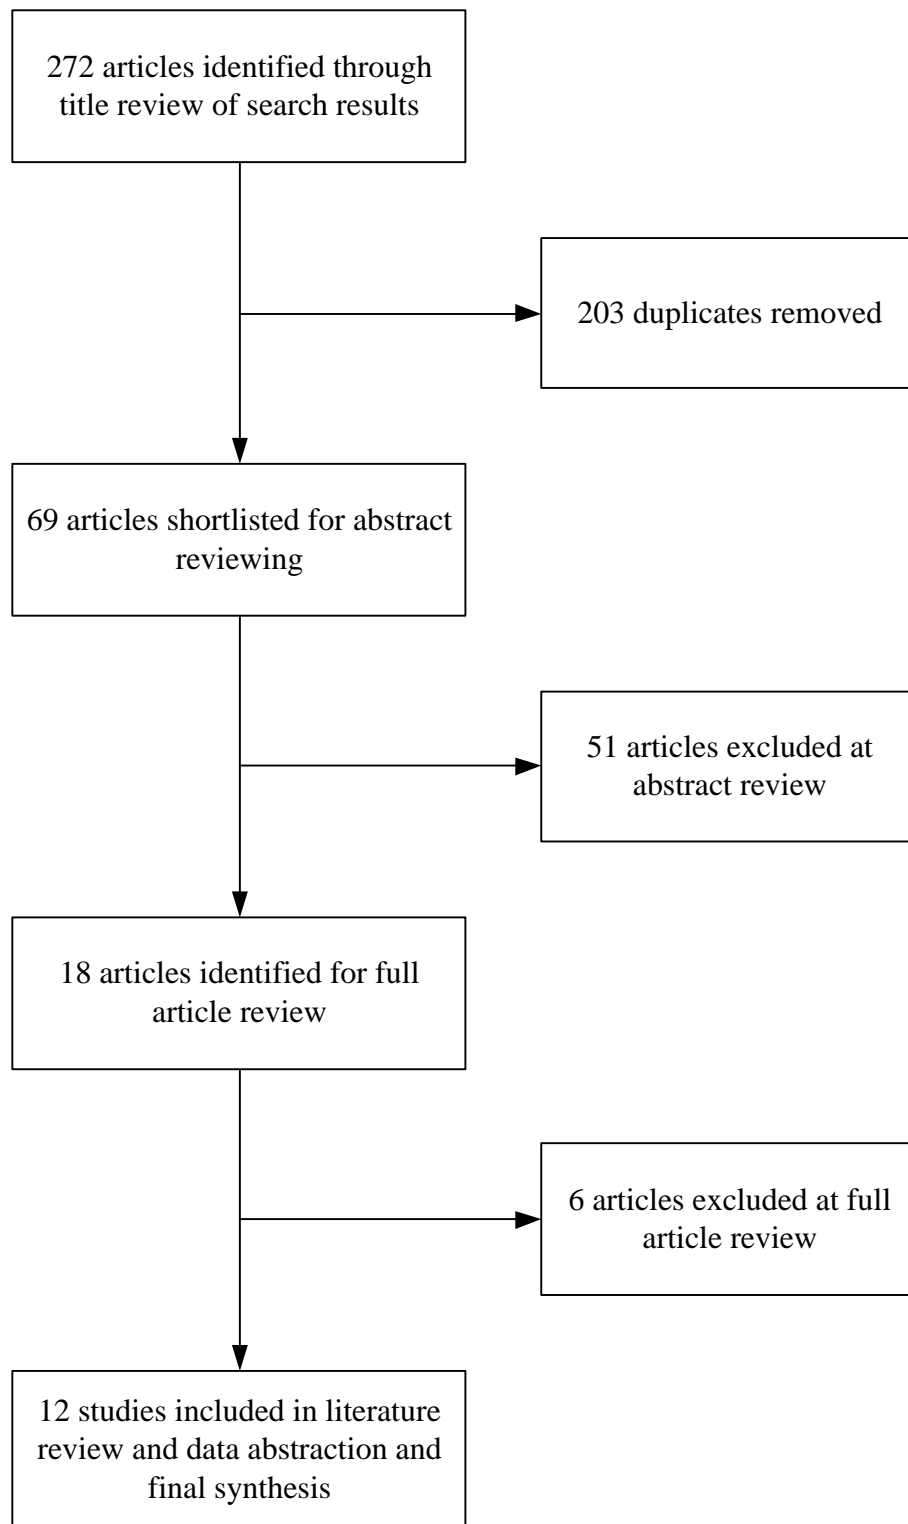 272 articles identified through
title review of search results
203 duplicates removed
69 articles shortlisted for abstract
reviewing
51 articles excluded at
abstract review
18 articles identified for full
article review
6 articles excluded at full
article review
12 studies included in literature
review and data abstraction and
final synthesis